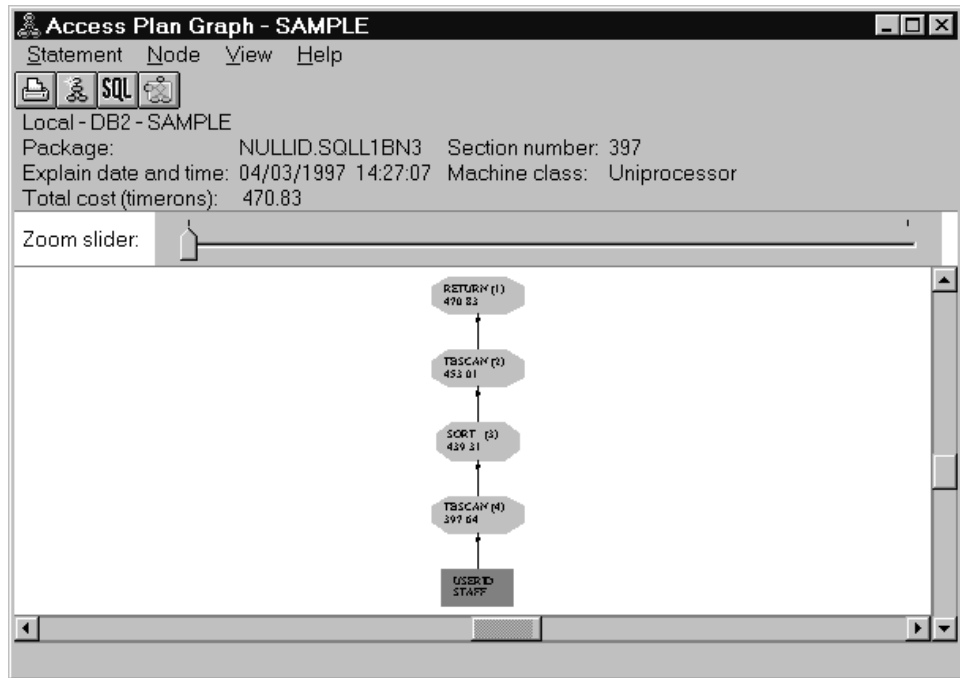 Access Plan Graph - SAMPLE
Statement Node View Help
SQL
Local - DB2 - SAMPLE
Package: NULLID.SQLL1BN3 Section number: 397
Explain date and time: 04/03/1997 14:27:07 Machine class: Uniprocessor
Total cost (timerons): 470.83
Zoom slider:
RETURN (1)
470.83
TBSCAN (2)
453.01
SORT (3)
439.31
TBSCAN (4)
397.64
USERID
STAFF